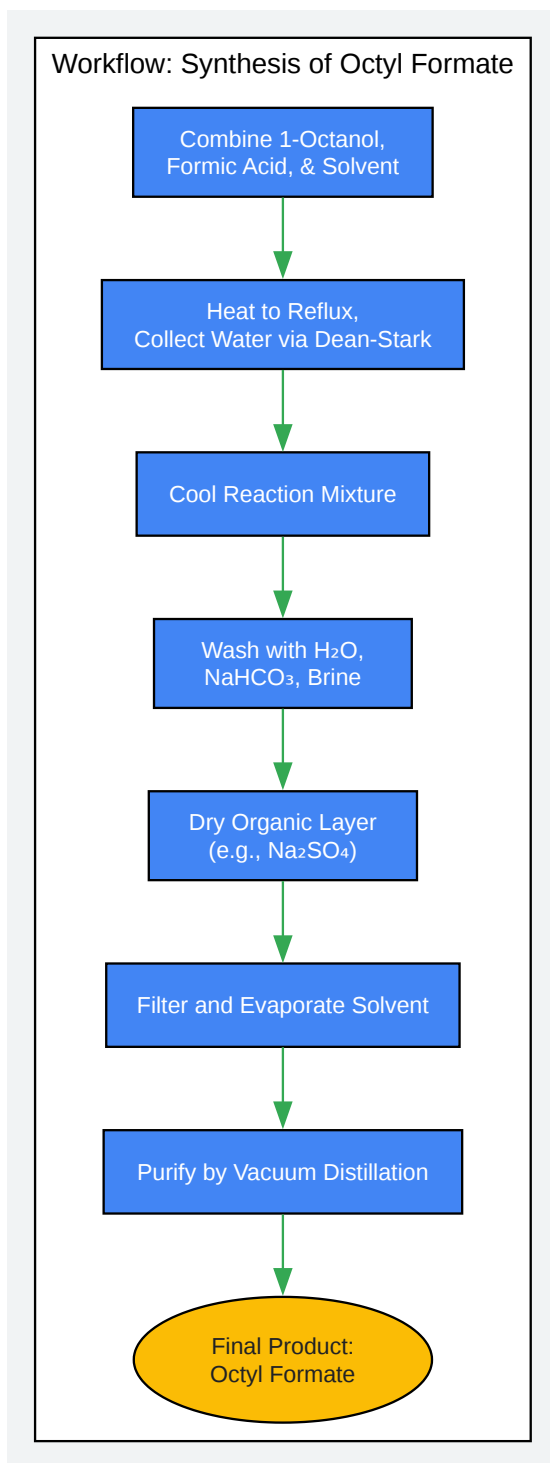 Workflow: Synthesis of Octyl Formate
Combine 1-Octanol,
Formic Acid, & Solvent
Heat to Reflux,
Collect Water via Dean-Stark
Cool Reaction Mixture
Wash with H₂O,
NaHCO₃, Brine
Dry Organic Layer
(e.g., Na₂SO₄)
Filter and Evaporate Solvent
Purify by Vacuum Distillation
Final Product:
Octyl Formate